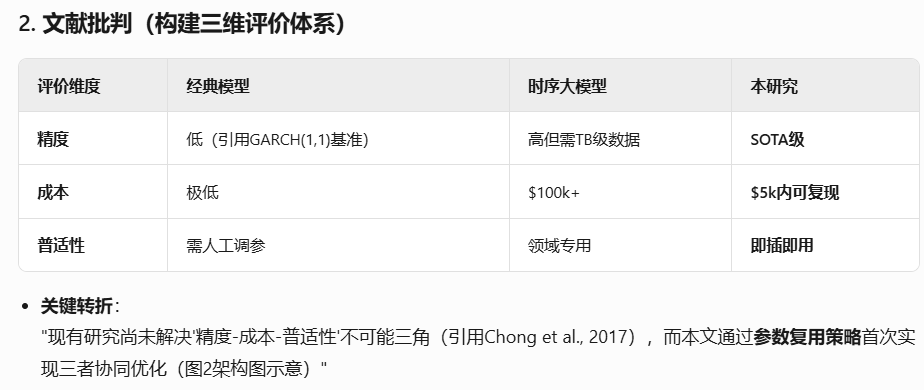 2. 文献批判（构建三维评价体系）
评价维度 经典模型 时序大模型 本研究
精度 低（引用GARCH(1,1)基准） 高但需TB级数据 SOTA级
成本 极低 $100k+ $5k内可复现
普适性 需人工调参 领域专用 即插即用
• 关键转折：
"现有研究尚未解决'精度-成本-普适性'不可能三角（引用Chong et al., 2017），而本文通过参数复用策略首次实
现三者协同优化（图2架构图示意）"